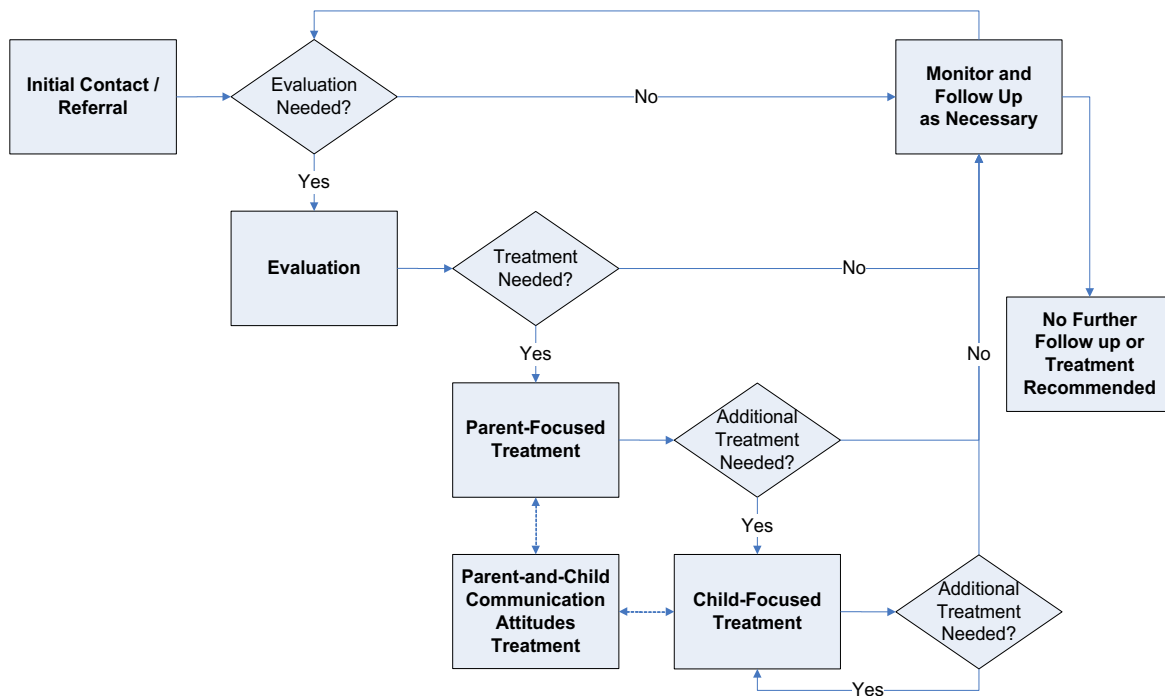 Initial Contact /
Referral
Evaluation
Needed?
No
Monitor and
Follow Up
as Necessary
Yes
Evaluation
Treatment
Needed?
No
No Further
Follow up or
Treatment
Recommended
Yes
No
Parent-Focused
Treatment
Additional
Treatment
Needed?
Yes
Parent-and-Child
Communication
Attitudes
Treatment
Child-Focused
Treatment
Additional
Treatment
Needed?
Yes